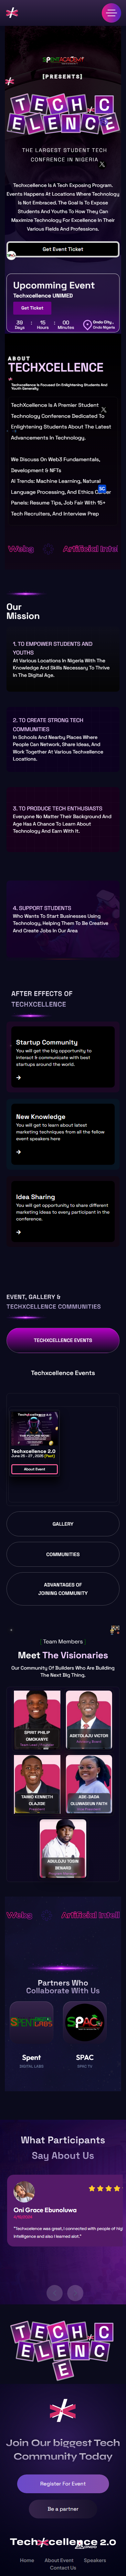 SPENTACADEMY
[PRESENTS]
TECHXCELLENCE
THE LARGEST STUDENT TECH
CONFERENCE IN NIGERIA
Techxcellence Is A Tech Exposing Program.
Every Happens At Locations Where Technology
Is Not Embraced, The Goal Is To Expose
Students And Youths To How They Can
Maximize Technology For Excellence In Their
Various Fields And Professions.
Get Event Ticket
Upcoming Event
Techxcellence UNIMED
Get Ticket
39 Days
15 Hours
00 Minutes
Ondo City,
Ondo Nigeria
ABOUT
TECHXCELLENCE
Techxcellence Is Focused On Enlightening Students And
Youth Generally.
TechXcellence Is A Premier Student
Technology Conference Dedicated To
Enlightening Students About The Latest
Advancements In Technology.
We Discuss On Web3 Fundamentals,
Development & NFTs
AI Trends: Machine Learning, Natural
Language Processing, And Ethics
Panels: Resume Tips, Job Fair With 15+
Tech Recruiters, And Interview Prep
Web3
Artificial Intell
Our
Mission
1. TO EMPOWER STUDENTS AND
YOUTHS
At Various Locations In Nigeria With The
Knowledge And Skills Necessary To Thrive
In The Digital Age.
2. TO CREATE STRONG TECH
COMMUNITIES
In Schools And Nearby Places Where
People Can Network, Share Ideas, And
Work Together At Various Techxellence
Locations.
3. TO PRODUCE TECH ENTHUSIASTS
Everyone No Matter Their Background And
Age Has A Chance To Learn About
Technology And Earn With It.
4. SUPPORT STUDENTS
Who Wants To Start Businesses Using
Technology, Helping Them To Be Creative
And Create Jobs In Our Area
AFTER EFFECTS OF
TECHXCELLENCE
Startup Community
You will get the big opportunity to
interact & communicate with best
startups around the world.
New Knowledge
You will get to learn about latest
technology techniques from all the fellow
event speakers here
Idea Sharing
You will get opportunity to share different
and amazing ideas to every participant in the
conference.
EVENT, GALLERY &
TECHXCELLENCE COMMUNITIES
TECHXCELLENCE EVENTS
Techxcellence Events
Techxcellence 2.0
June 25 - 27, 2025 (Past)
About Event
GALLERY
COMMUNITIES
ADVANTAGES OF
JOINING COMMUNITY
[ Team Members ]
Meet The Visionaries
Our Community Of Builders Who Are Building
The Next Big Thing.
SPIRIT PHILIP
OMOKANYE
ADETOLAJU VICTOR
TAIWO KENNETH
OLAJIDE
OLUWASEUN FAITH
Web3
Artificial Intell
Partners Who
Collaborate With Us
SPENT LABS
SPAC
Spent
DIGITAL LABS
SPAC
SPAC TV
What Participants
Say About Us
Oni Grace Ebunoluwa
"Techxcellence was great, I connected with people of hig
Intelligence and also I learned alot."
TECHXCELLENCE
Join Our Biggest Tech
Community Today
Register For Event
Be a partner
Techxcellence 2.0
Home
About Event
Speakers
Contact Us